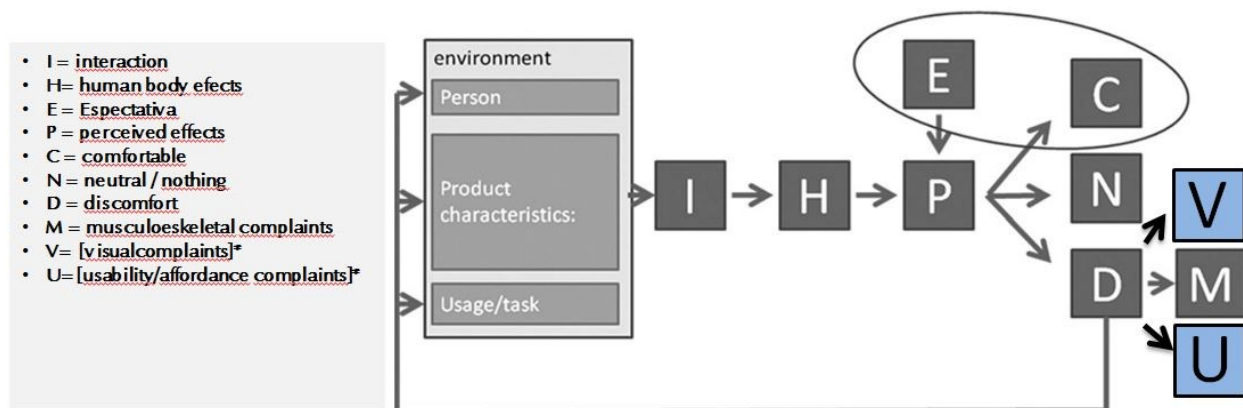 • I = interaction
• H= human body efects
• E = Espectativa
• P = perceived effects
• C = comfortable
• N = neutral / nothing
• D = discomfort
• M = musculoeskeletal complaints
• V= [visualcomplaints]*
• U= [usability/affordance complaints]*
environment
Person
Product
characteristics:
Usage/task
I
H
E
P
C
N
D
V
M
U